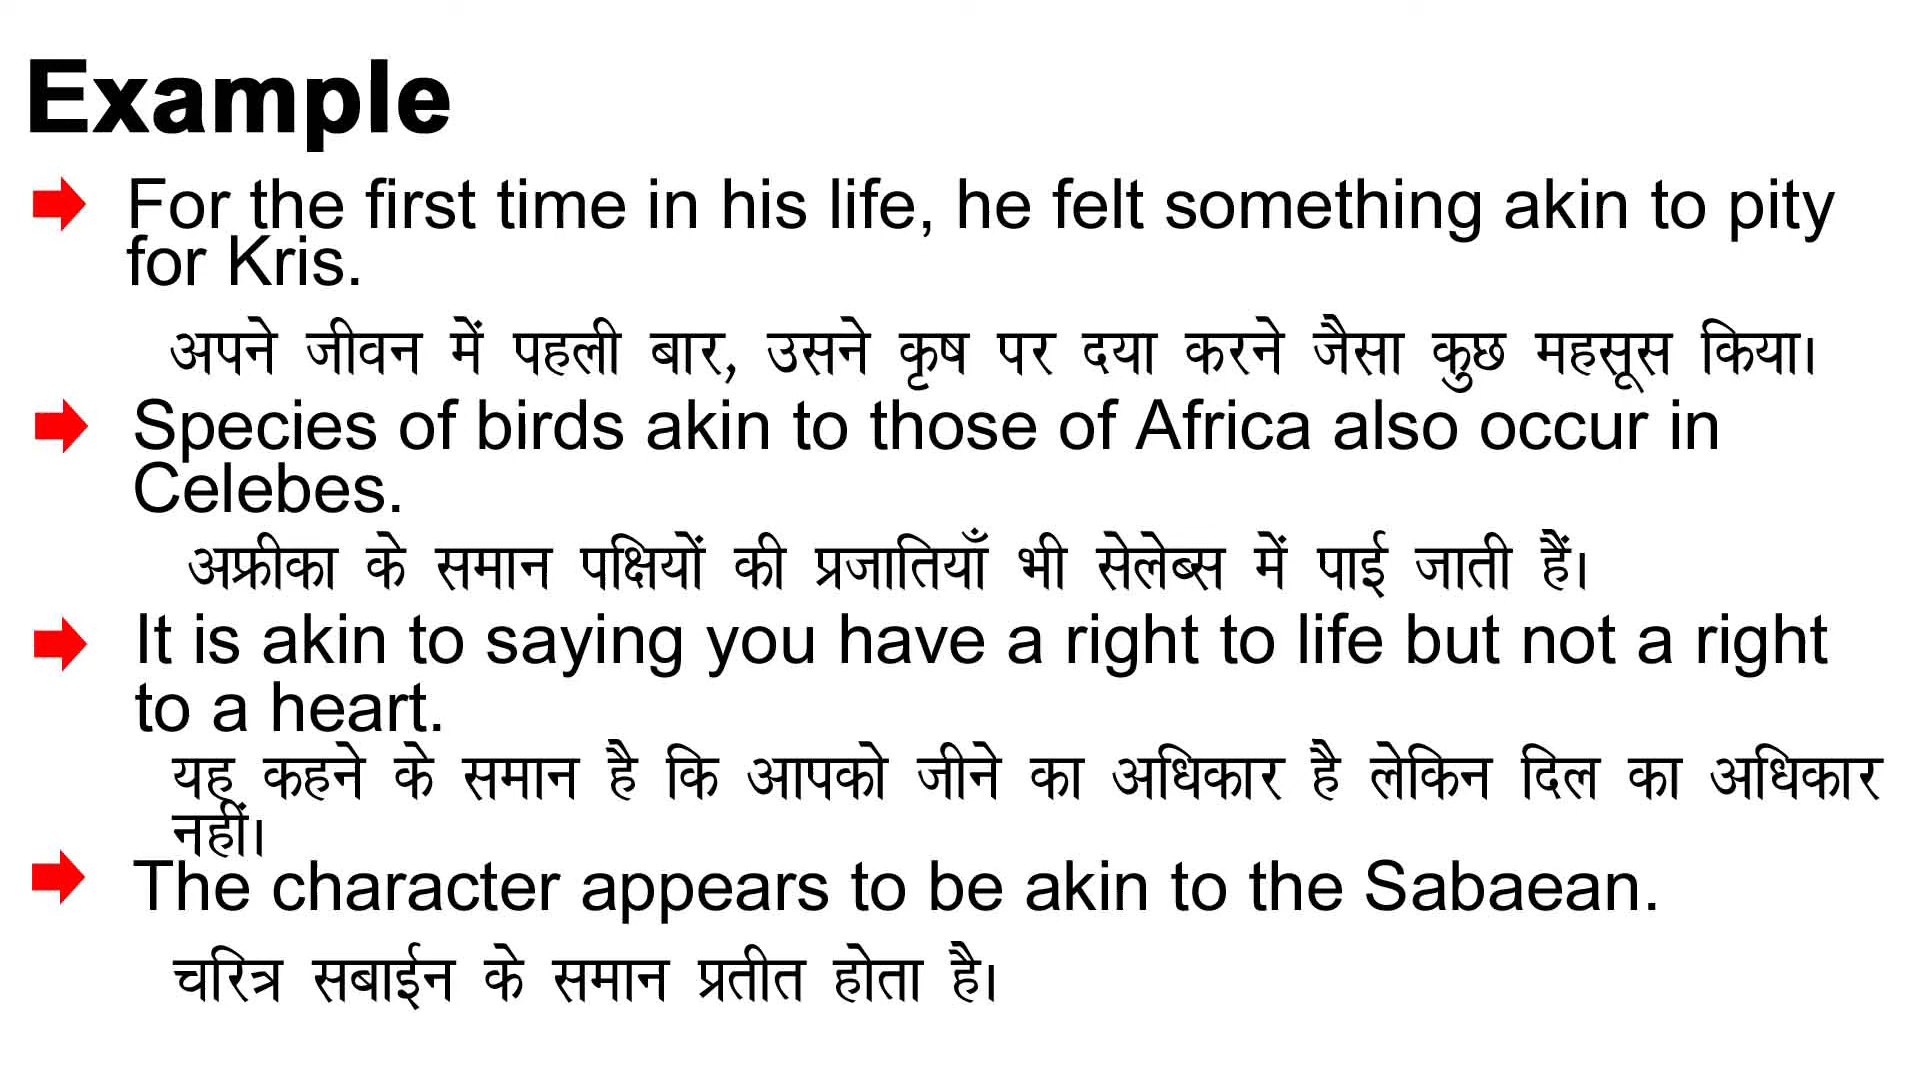 Example
For the first time in his life, he felt something akin to pity
for Kris.
अपने जीवन में पहली बार, उसने कृष पर दया करने जैसा कुछ महसूस किया।
Species of birds akin to those of Africa also occur in
Celebes.
अफ्रीका के समान पक्षियों की प्रजातियाँ भी सेलेब्स में पाई जाती हैं।
It is akin to saying you have a right to life but not a right
to a heart.
यह कहने के समान है कि आपको जीने का अधिकार है लेकिन दिल का अधिकार
नहीं।
The character appears to be akin to the Sabaean.
चरित्र सबाईन के समान प्रतीत होता है।